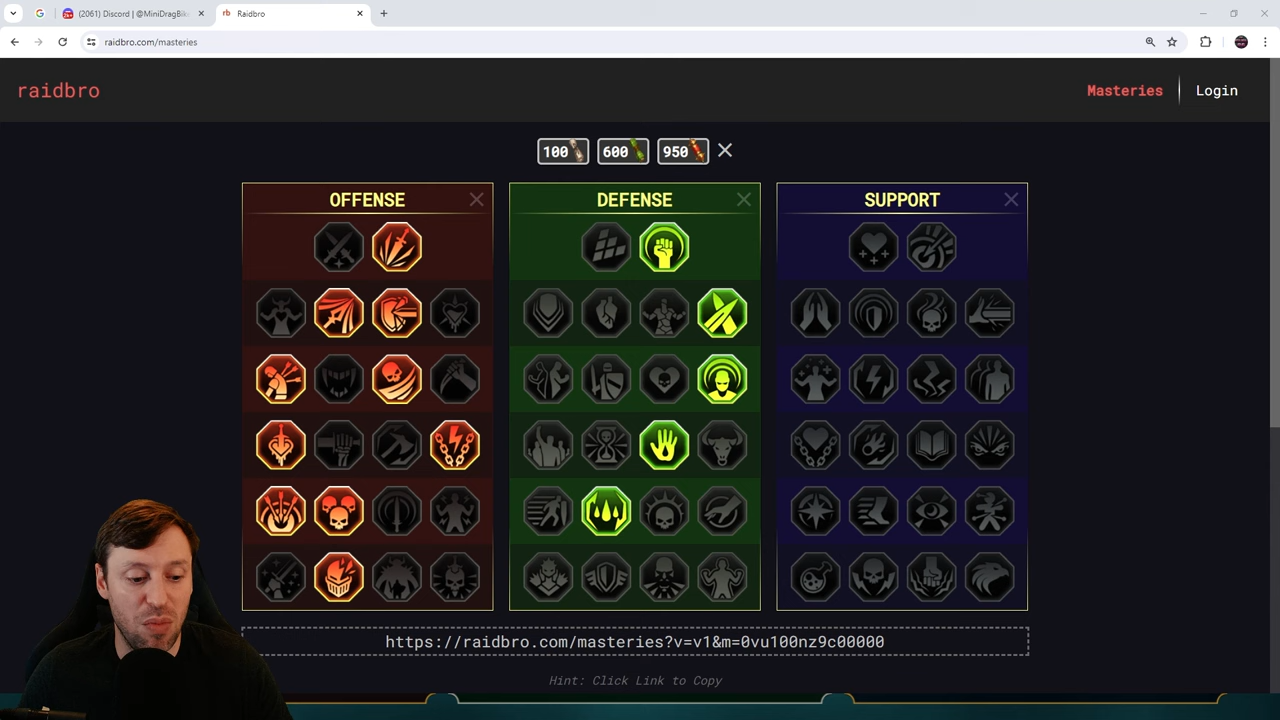 (2061) Discord | @MiniDragBik
Raidbro
raidbro.com/masteries
raidbro
Masteries
Login
100
600
950
OFFENSE
DEFENSE
SUPPORT
https://raidbro.com/masteries?v=v1&m=0vu100nz9c00000
Hint: Click Link to Copy